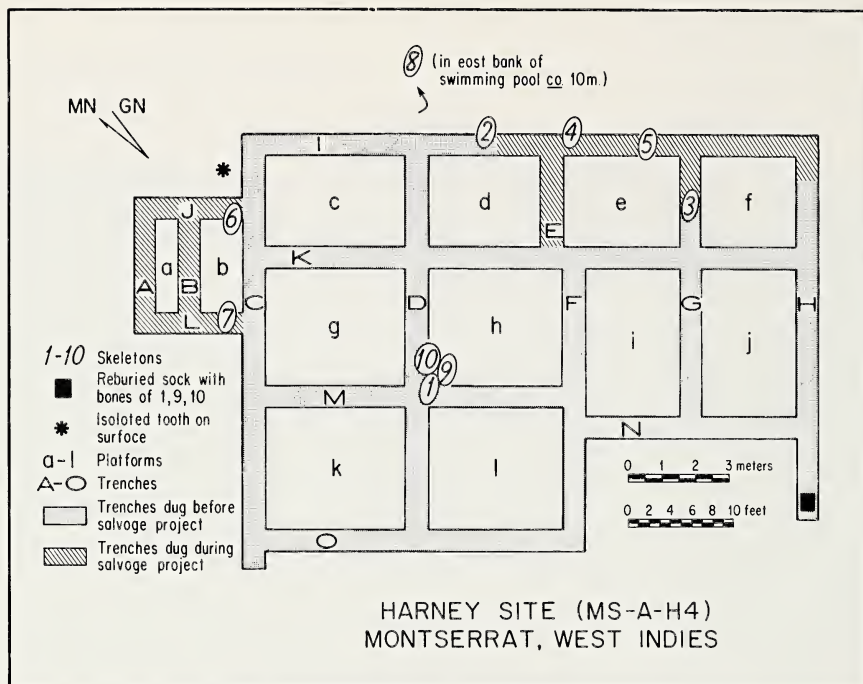 8 (in east bank of
swimming pool ca 10m.)
MN GN
2 4 5
I
c d e f
3
J 6
E
a b
K
A B C D F G H
L 7
g h i j
10
9
1
M
N
k l
O
1-10 Skeletons
Reburied sock with
bones of 1,9,10
Isolated tooth on
surface
a-l Platforms
A-O Trenches
Trenches dug before
salvage project
Trenches dug during
salvage project
0 1 2 3 meters
0 2 4 6 8 10 feet
HARNEY SITE (MS-A-H4)
MONTSERRAT, WEST INDIES